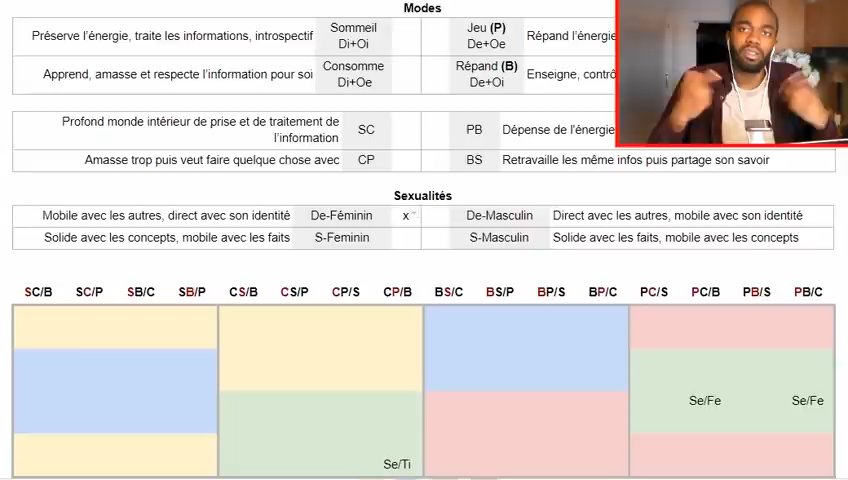 Modes
Préserve l'énergie, traite les informations, introspectif Sommeil Di+Oi Jeu (P) De+Oe Répand l'énergie
Apprend, amasse et respecte l'information pour soi Consomme Di+Oe Répand (B) De+Oi Enseigne, contrô
Profond monde intérieur de prise et de traitement de l'information SC PB Dépense de l'énergie
Amasse trop puis veut faire quelque chose avec CP BS Retravaille les même infos puis partage son savoir
Sexualités
Mobile avec les autres, direct avec son identité De-Féminin x De-Masculin Direct avec les autres, mobile avec son identité
Solide avec les concepts, mobile avec les faits S-Feminin S-Masculin Solide avec les faits, mobile avec les concepts
SC/B SC/P SB/C SB/P CS/B CS/P CP/S CP/B BS/C BS/P BP/S BP/C PC/S PC/B PB/S PB/C
Se/Fe Se/Fe
Se/Ti